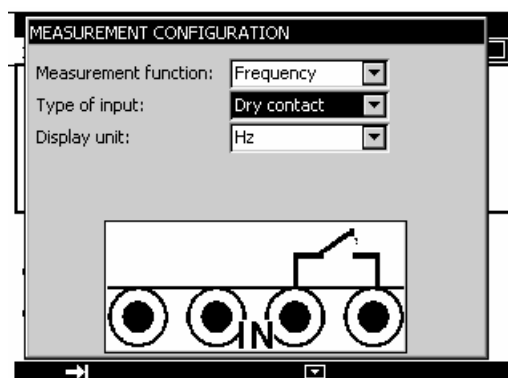 MEASUREMENT CONFIGURATION
Measurement function: Frequency
Type of input: Dry contact
Display unit: Hz
IN